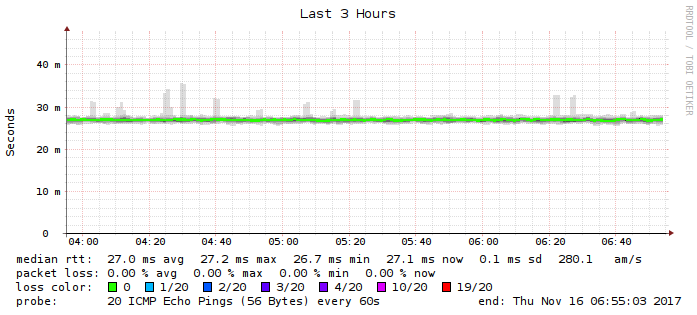 Last 3 Hours
RRDTOOL / TOBI OETIKER
Seconds
40 m
30 m
20 m
10 m
0
04:00 04:20 04:40 05:00 05:20 05:40 06:00 06:20 06:40
median rtt: 27.0 ms avg 27.2 ms max 26.7 ms min 27.1 ms now 0.1 ms sd 280.1 am/s
packet loss: 0.00 % avg 0.00 % max 0.00 % min 0.00 % now
loss color: 0 1/20 2/20 3/20 4/20 10/20 19/20
probe: 20 ICMP Echo Pings (56 Bytes) every 60s end: Thu Nov 16 06:55:03 2017